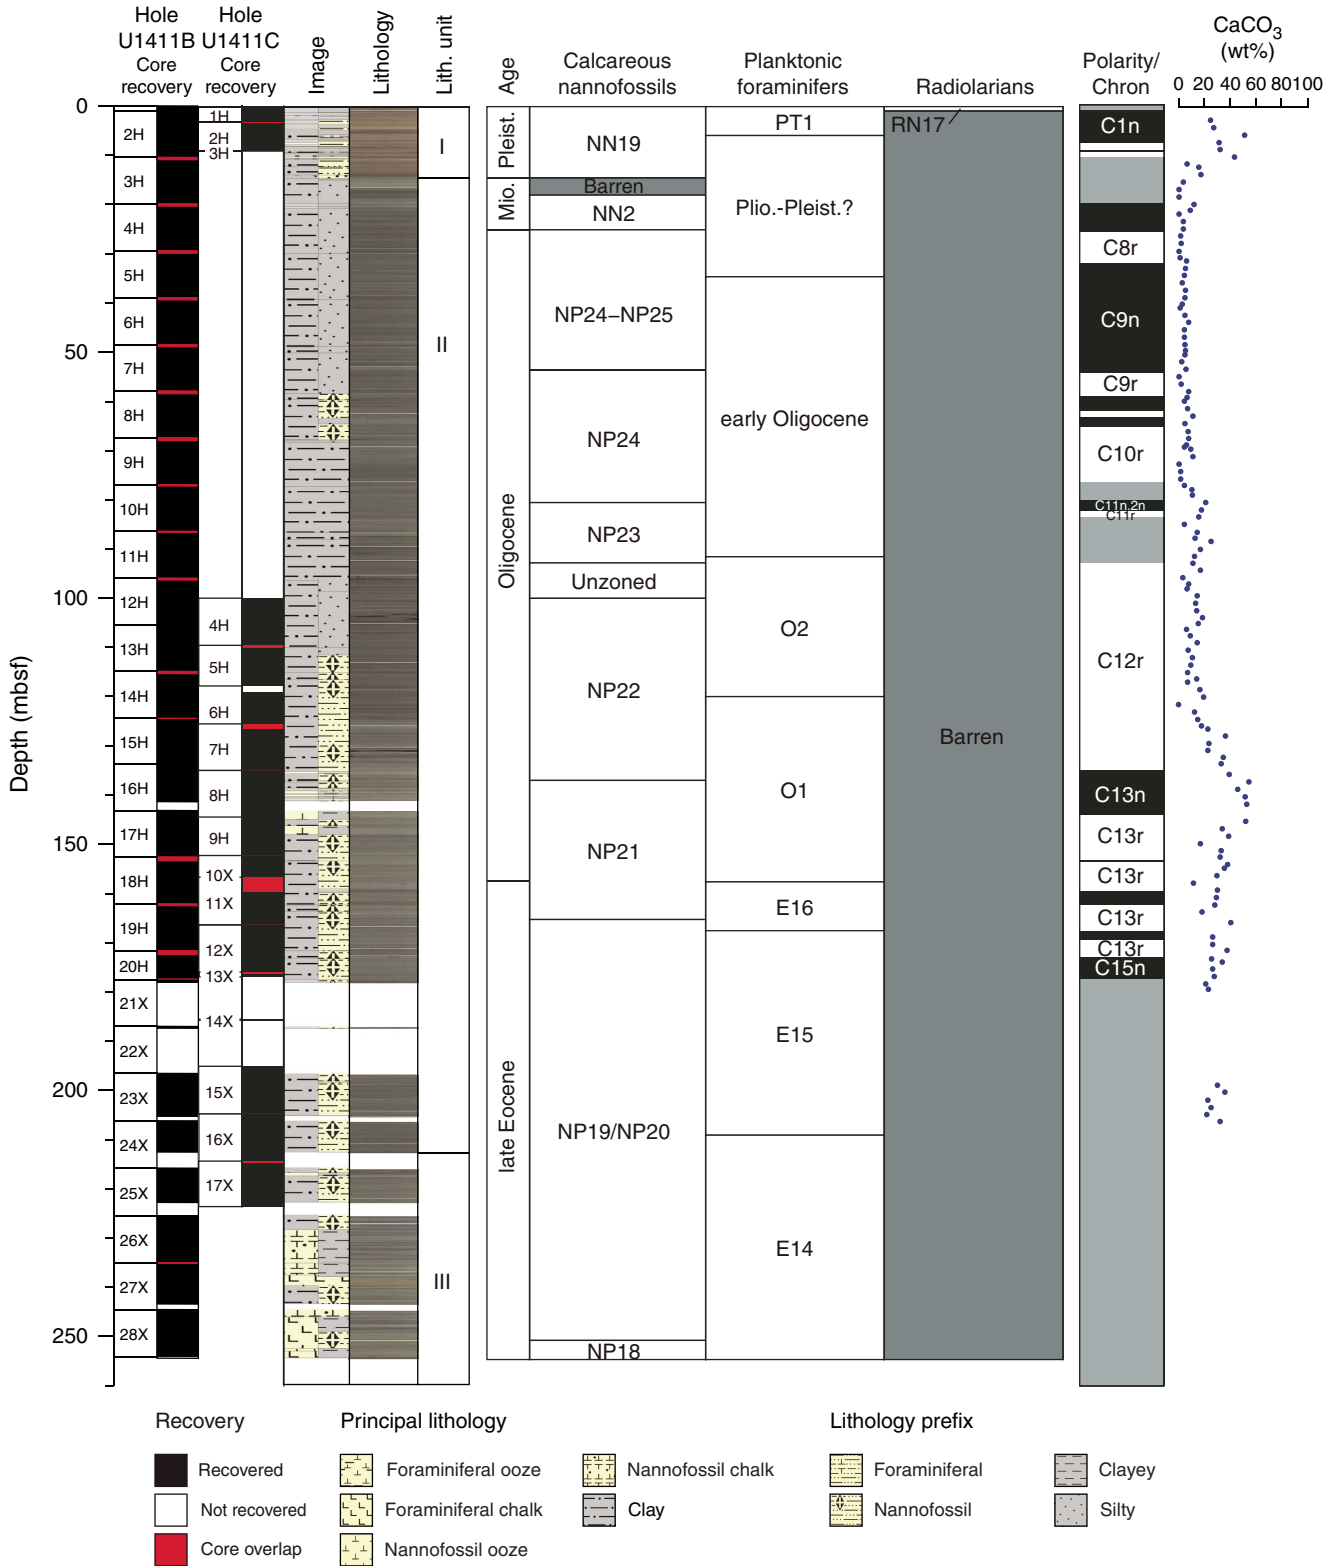 Hole
U1411B
Core
recovery
Hole
U1411C
Core
recovery
Image
Lithology
Lith. unit
Age
Calcareous
nannofossils
Planktonic
foraminifers
Radiolarians
Polarity/
Chron
CaCO3
(wt%)
0 20 40 60 80 100
Depth (mbsf)
0
50
100
150
200
250
2H
3H
4H
5H
6H
7H
8H
9H
10H
11H
12H
13H
14H
15H
16H
17H
18H
19H
20H
21X
22X
23X
24X
25X
26X
27X
28X
1H
2H
3H
4H
5H
6H
7H
8H
9H
10X
11X
12X
13X
14X
15X
16X
17X
I
II
III
Pleist.
Mio.
Oligocene
late Eocene
NN19
Barren
NN2
NP24–NP25
NP24
NP23
Unzoned
NP22
NP21
NP19/NP20
NP18
PT1
Plio.-Pleist.?
early Oligocene
O2
O1
E16
E15
E14
RN17
Barren
C1n
C8r
C9n
C9r
C10r
C11n.2n
C11r
C12r
C13n
C13r
C13r
C13r
C13r
C15n
Recovery
Recovered
Not recovered
Core overlap
Principal lithology
Foraminiferal ooze
Foraminiferal chalk
Nannofossil ooze
Nannofossil chalk
Clay
Lithology prefix
Foraminiferal
Nannofossil
Clayey
Silty